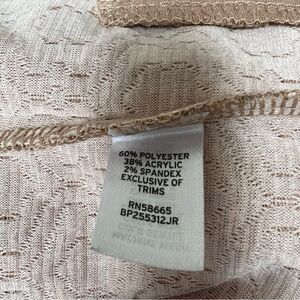 60% POLYESTER
38% ACRYLIC
2% SPANDEX
EXCLUSIVE OF
TRIMS
RN58665
BP255312JR